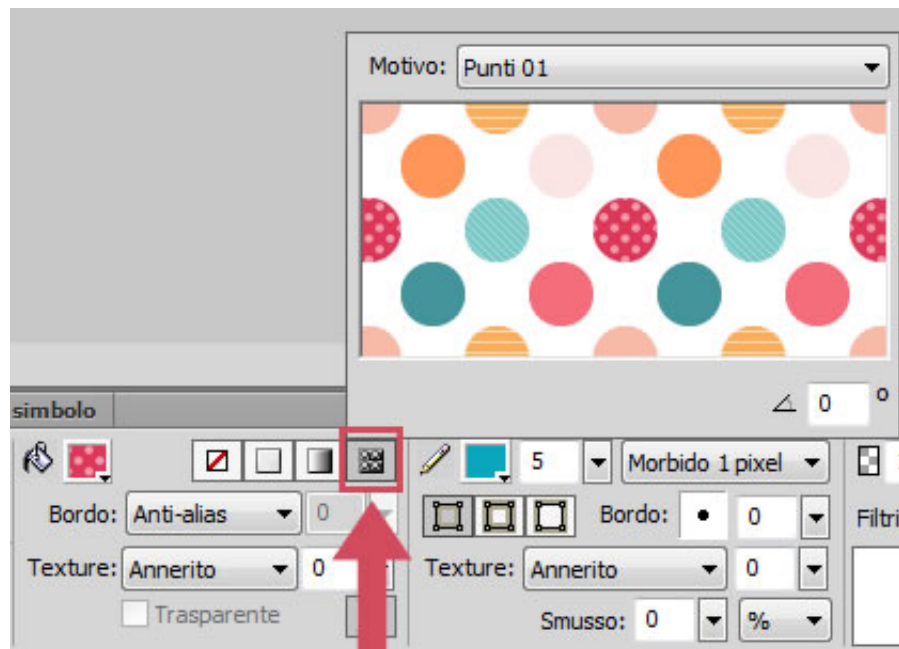 Motivo: Punti 01
0 °
simbolo
5 Morbido 1 pixel
Bordo: Anti-alias 0 Bordo: 0 Filtri
Texture: Annerito 0 Texture: Annerito 0
Trasparente Smusso: 0 %